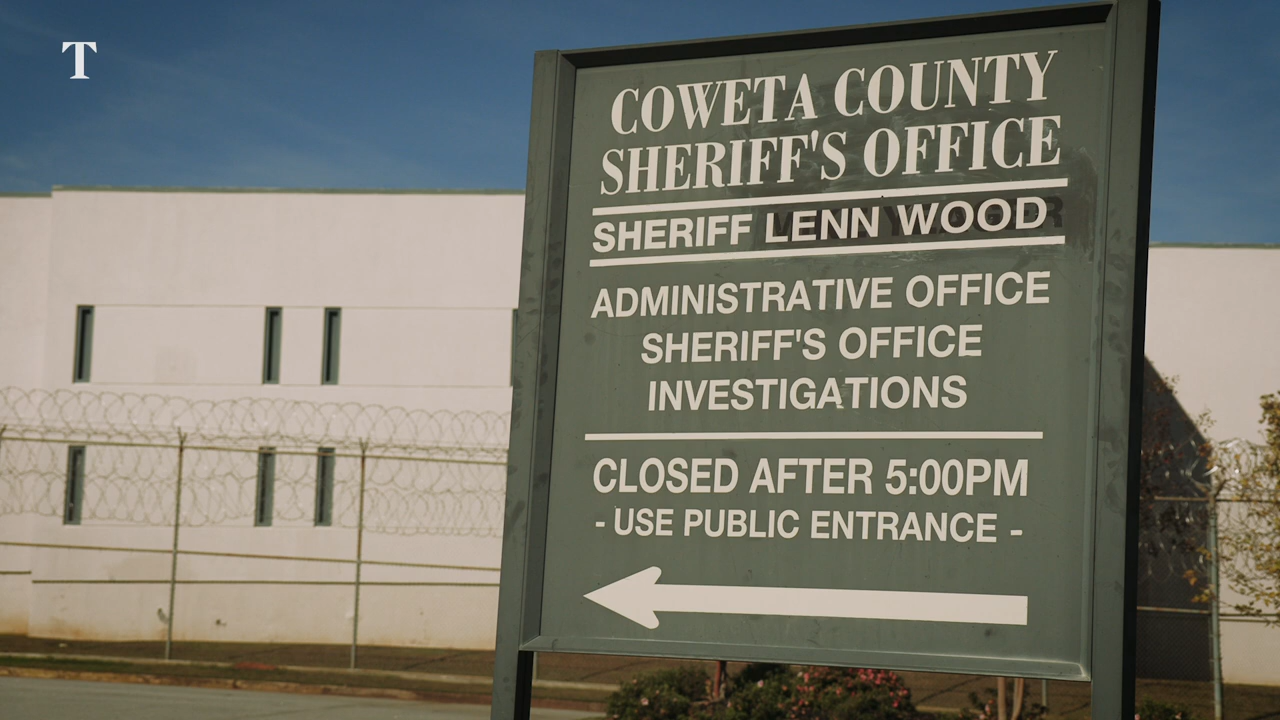 T
COWETA COUNTY
SHERIFF'S OFFICE
SHERIFF LENN WOOD
ADMINISTRATIVE OFFICE
SHERIFF'S OFFICE
INVESTIGATIONS
CLOSED AFTER 5:00PM
- USE PUBLIC ENTRANCE -